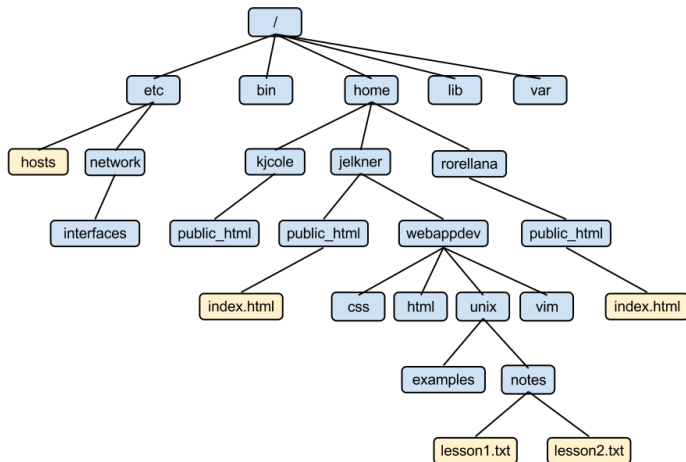 /
etc
bin
home
lib
var
hosts
network
kjcole
jelkner
rorellana
interfaces
public_html
public_html
webappdev
public_html
index.html
css
html
unix
vim
index.html
examples
notes
lesson1.txt
lesson2.txt